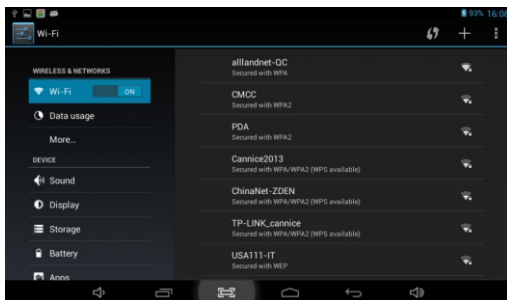 93% 16:08
Wi-Fi
WIRELESS & NETWORKS
Wi-Fi ON
Data usage
More...
DEVICE
Sound
Display
Storage
Battery
Apps
alllandnet-QC
Secured with WPA
CMCC
Secured with WPA2
PDA
Secured with WPA2
Cannice2013
Secured with WPA/WPA2 (WPS available)
ChinaNet-ZDEN
Secured with WPA/WPA2 (WPS available)
TP-LINK_cannice
Secured with WPA/WPA2 (WPS available)
USA111-IT
Secured with WEP